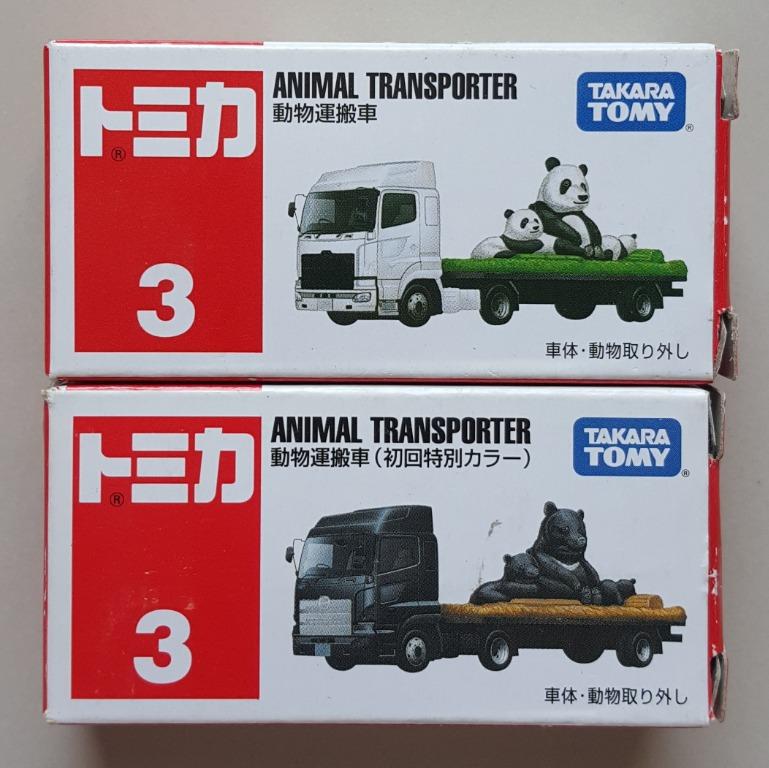 トミカ®
3
ANIMAL TRANSPORTER
動物運搬車
TAKARA
TOMY®
車体・動物取り外し
トミカ®
3
ANIMAL TRANSPORTER
動物運搬車(初回特別カラー)
TAKARA
TOMY®
車体・動物取り外し